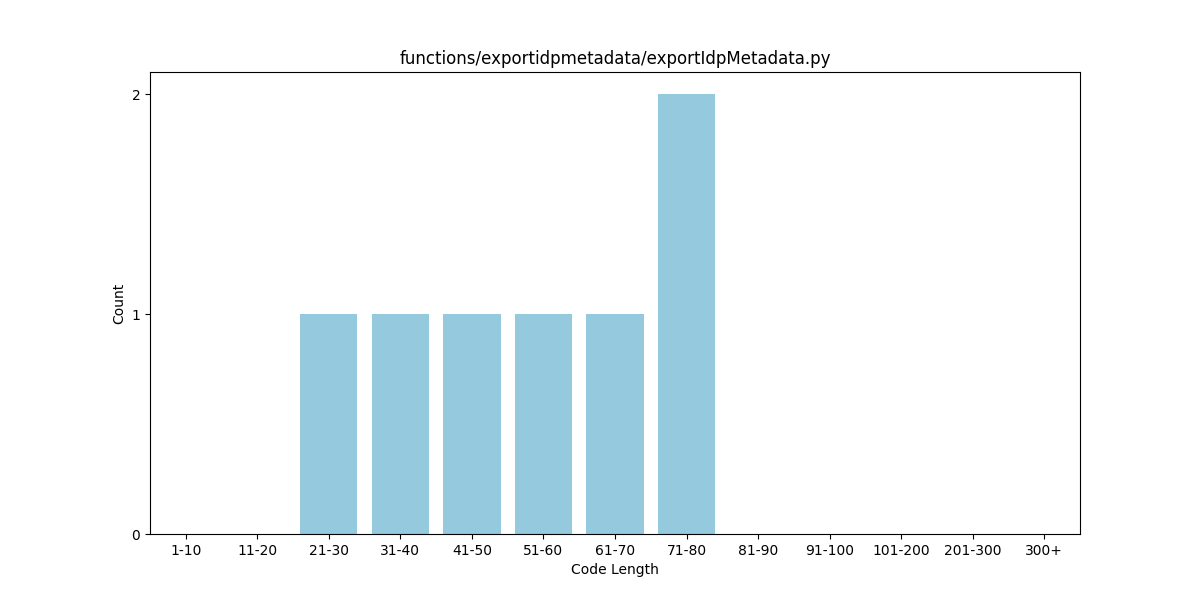 functions/exportidpmetadata/exportIdpMetadata.py
2
1
0
Count
1-10 11-20 21-30 31-40 41-50 51-60 61-70 71-80 81-90 91-100 101-200 201-300 300+
Code Length